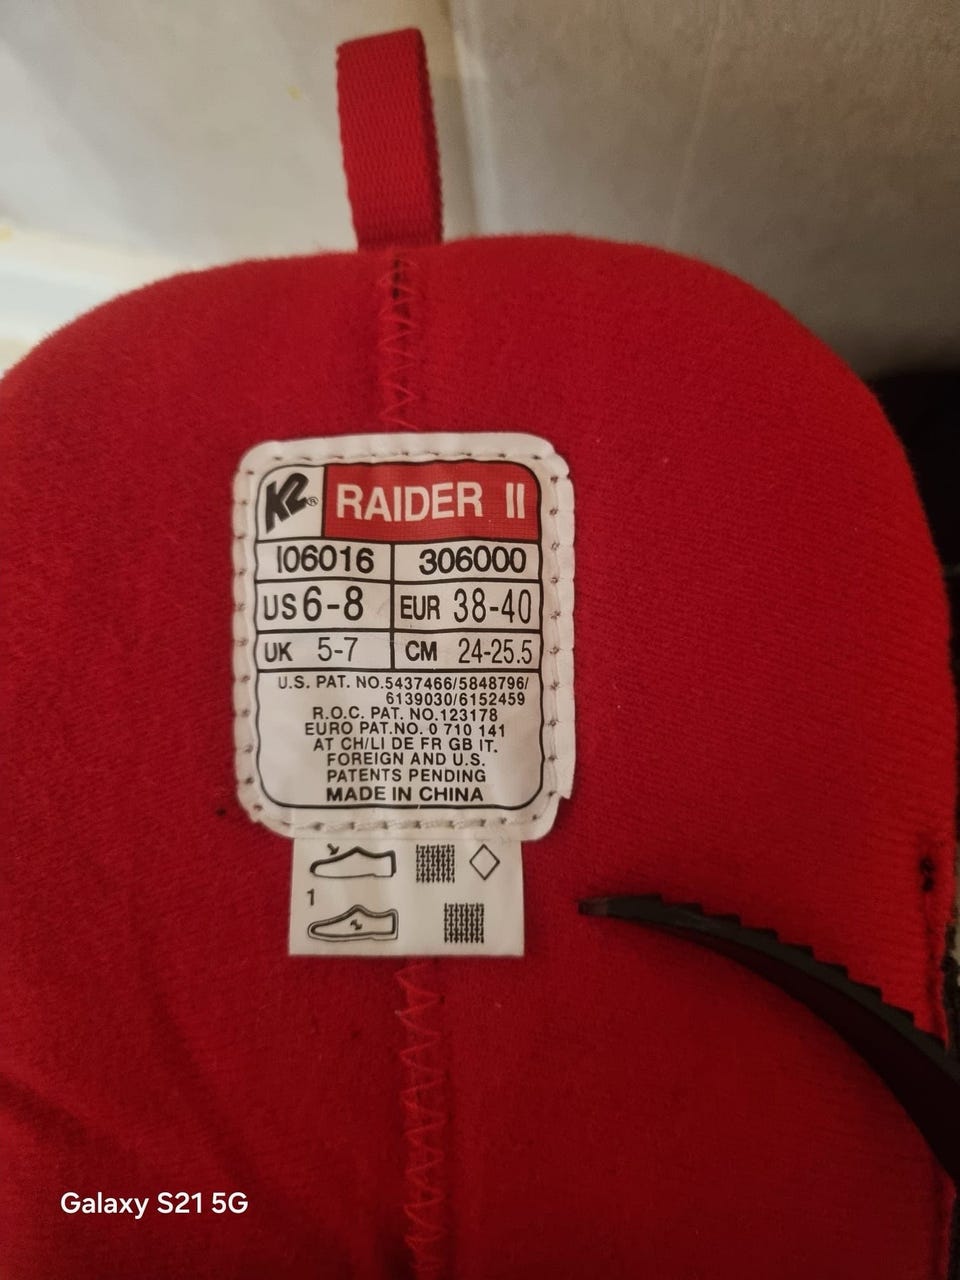 K2® RAIDER II
I06016 306000
US 6-8 EUR 38-40
UK 5-7 CM 24-25.5
U.S. PAT. NO.5437466/5848796/
6139030/6152459
R.O.C. PAT. NO.123178
EURO PAT.NO. 0 710 141
AT CH/LI DE FR GB IT.
FOREIGN AND U.S.
PATENTS PENDING
MADE IN CHINA
1
Galaxy S21 5G